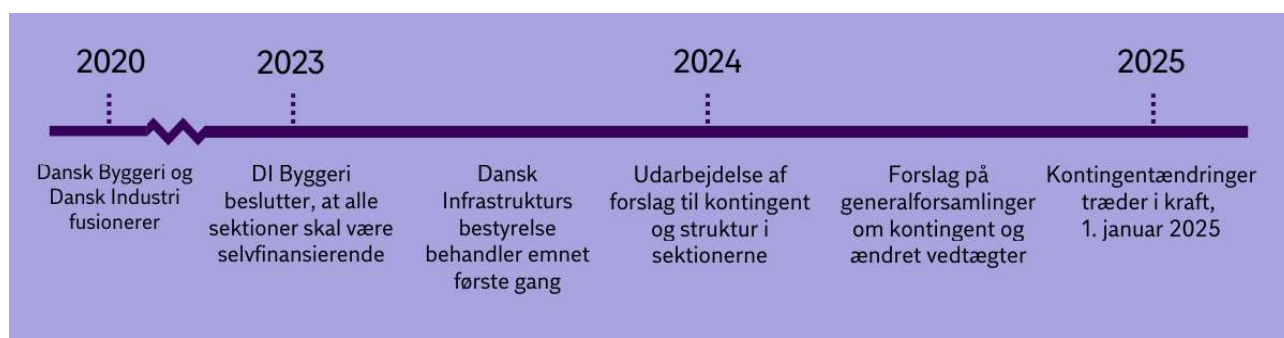 2020
2023
2024
2025
Dansk Byggeri og
Dansk Industri
fusionerer
DI Byggeri
beslutter, at alle
sektioner skal være
selvfinansierende
Dansk
Infrastrukturs
bestyrelse
behandler emnet
første gang
Udarbejdelse af
forslag til kontingent
og struktur i
sektionerne
Forslag på
generalforsamlinger
om kontingent og
ændret vedtægter
Kontingentændringer
træder i kraft,
1. januar 2025